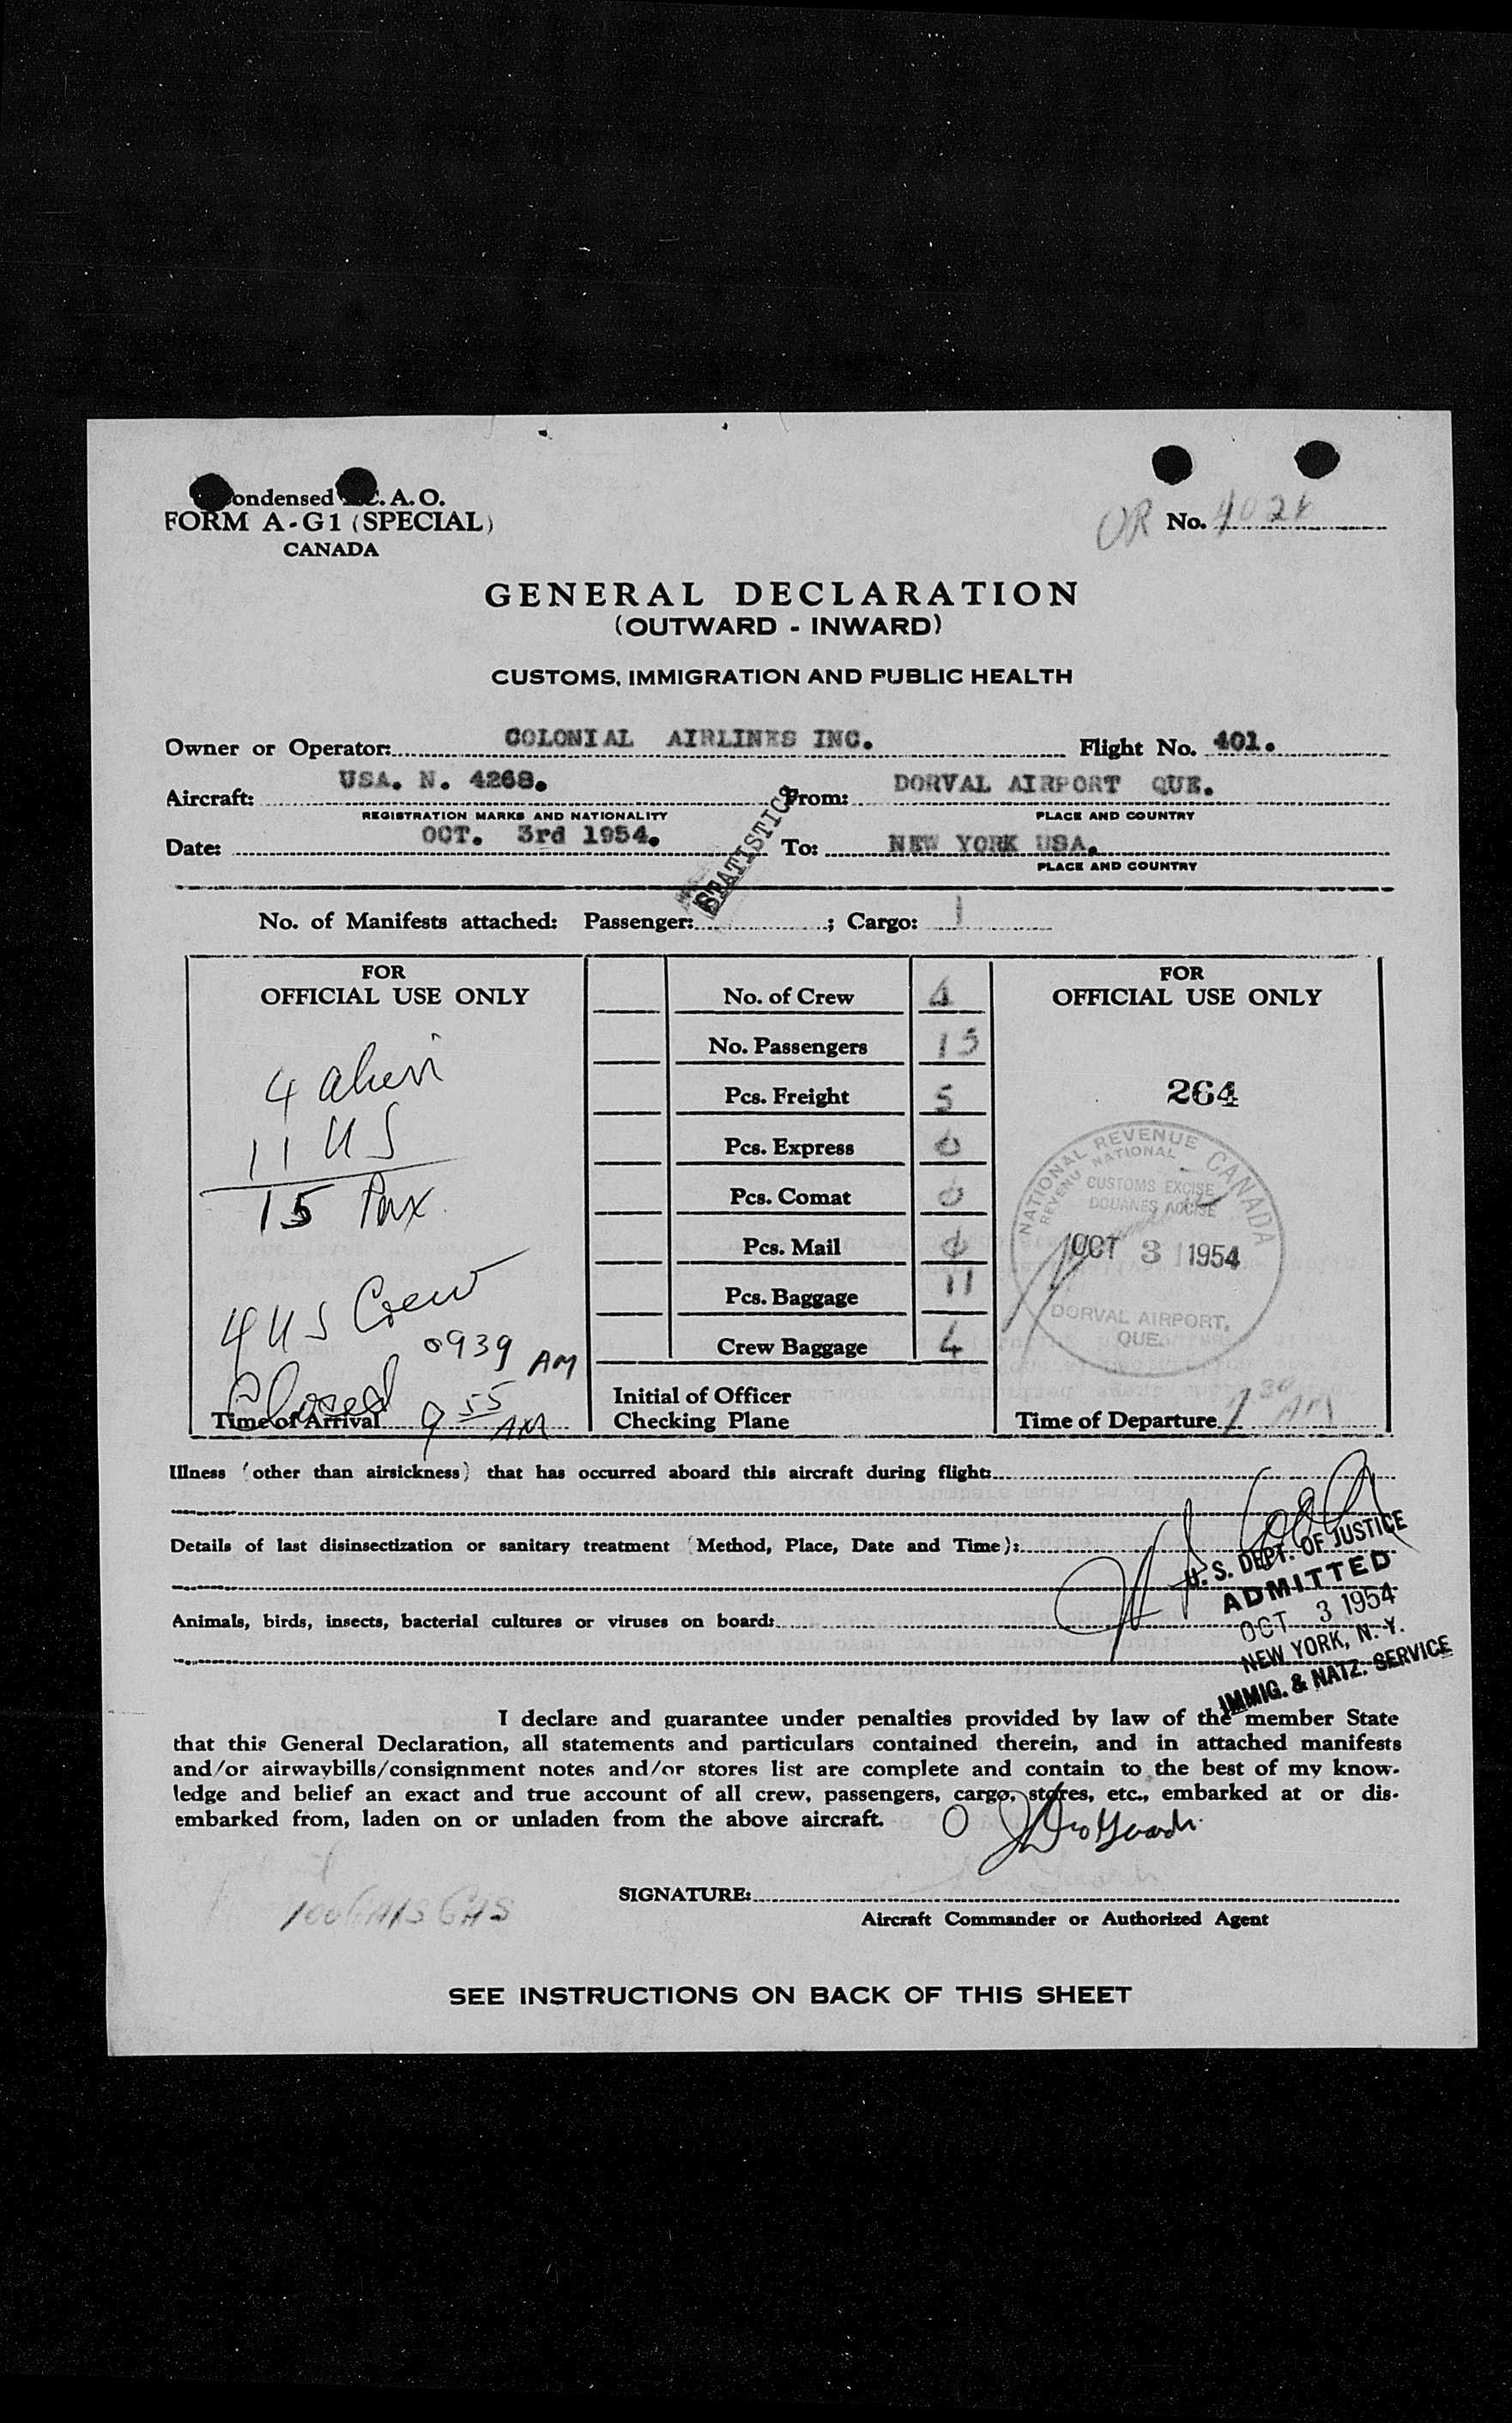 Condensed I.C.A.O.
FORM A-G1 (SPECIAL)
CANADA
OR No. 402
GENERAL DECLARATION
(OUTWARD - INWARD)
CUSTOMS, IMMIGRATION AND PUBLIC HEALTH
Owner or Operator: COLONIAL AIRLINES INC. Flight No. 401.
Aircraft: USA. N. 4268. From: DORVAL AIRPORT QUE.
REGISTRATION MARKS AND NATIONALITY PLACE AND COUNTRY
Date: OCT. 3rd 1954. To: NEW YORK USA.
PLACE AND COUNTRY
STATISTICS
No. of Manifests attached: Passenger: ; Cargo: 1
FOR
OFFICIAL USE ONLY
4 alien
11 US
15 Pax
4 US Crew
0939 AM
Closed
Time of Arrival 9 55 AM
No. of Crew 4
No. Passengers 15
Pcs. Freight 5
Pcs. Express 0
Pcs. Comat 0
Pcs. Mail 0
Pcs. Baggage 11
Crew Baggage 4
Initial of Officer
Checking Plane
FOR
OFFICIAL USE ONLY
264
NATIONAL REVENUE CANADA
REVENU NATIONAL
CUSTOMS EXCISE
DOUANES ACCISE
OCT 3 1954
DORVAL AIRPORT,
QUE.
Time of Departure 7 30 AM
Illness (other than airsickness) that has occurred aboard this aircraft during flight:
Details of last disinsectization or sanitary treatment (Method, Place, Date and Time):
Animals, birds, insects, bacterial cultures or viruses on board:
U. S. DEPT. OF JUSTICE
ADMITTED
OCT 3 1954
NEW YORK, N. Y.
IMMIG. & NATZ. SERVICE
I declare and guarantee under penalties provided by law of the member State
that this General Declaration, all statements and particulars contained therein, and in attached manifests
and/or airwaybills/consignment notes and/or stores list are complete and contain to the best of my know-
ledge and belief an exact and true account of all crew, passengers, cargo, stores, etc., embarked at or dis-
embarked from, laden on or unladen from the above aircraft.
100 GALS GAS
SIGNATURE:
Aircraft Commander or Authorized Agent
SEE INSTRUCTIONS ON BACK OF THIS SHEET